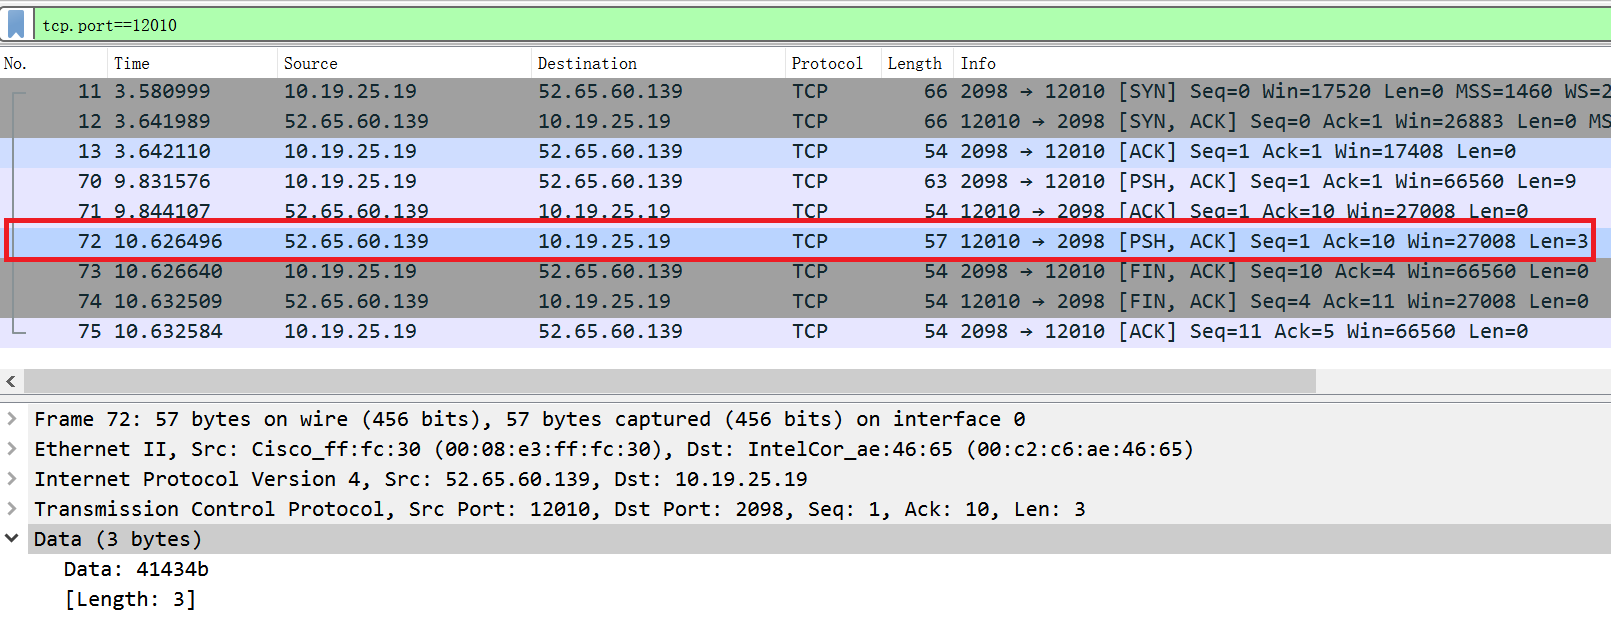 tcp.port==12010
No. Time Source Destination Protocol Length Info
11 3.580999 10.19.25.19 52.65.60.139 TCP 66 2098 → 12010 [SYN] Seq=0 Win=17520 Len=0 MSS=1460 WS=2
12 3.641989 52.65.60.139 10.19.25.19 TCP 66 12010 → 2098 [SYN, ACK] Seq=0 Ack=1 Win=26883 Len=0 MS
13 3.642110 10.19.25.19 52.65.60.139 TCP 54 2098 → 12010 [ACK] Seq=1 Ack=1 Win=17408 Len=0
70 9.831576 10.19.25.19 52.65.60.139 TCP 63 2098 → 12010 [PSH, ACK] Seq=1 Ack=1 Win=66560 Len=9
71 9.844107 52.65.60.139 10.19.25.19 TCP 54 12010 → 2098 [ACK] Seq=1 Ack=10 Win=27008 Len=0
72 10.626496 52.65.60.139 10.19.25.19 TCP 57 12010 → 2098 [PSH, ACK] Seq=1 Ack=10 Win=27008 Len=3
73 10.626640 10.19.25.19 52.65.60.139 TCP 54 2098 → 12010 [FIN, ACK] Seq=10 Ack=4 Win=66560 Len=0
74 10.632509 52.65.60.139 10.19.25.19 TCP 54 12010 → 2098 [FIN, ACK] Seq=4 Ack=11 Win=27008 Len=0
75 10.632584 10.19.25.19 52.65.60.139 TCP 54 2098 → 12010 [ACK] Seq=11 Ack=5 Win=66560 Len=0
Frame 72: 57 bytes on wire (456 bits), 57 bytes captured (456 bits) on interface 0
Ethernet II, Src: Cisco_ff:fc:30 (00:08:e3:ff:fc:30), Dst: IntelCor_ae:46:65 (00:c2:c6:ae:46:65)
Internet Protocol Version 4, Src: 52.65.60.139, Dst: 10.19.25.19
Transmission Control Protocol, Src Port: 12010, Dst Port: 2098, Seq: 1, Ack: 10, Len: 3
Data (3 bytes)
Data: 41434b
[Length: 3]